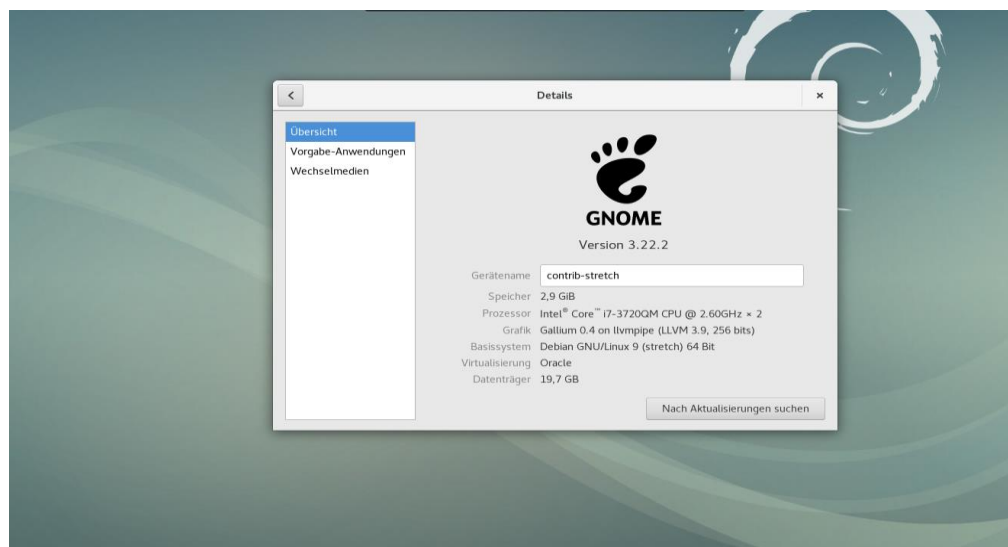 Details
Übersicht
Vorgabe-Anwendungen
Wechselmedien
GNOME
Version 3.22.2
Gerätename contrib-stretch
Speicher 2,9 GiB
Prozessor Intel® Core™ i7-3720QM CPU @ 2.60GHz × 2
Grafik Gallium 0.4 on llvmpipe (LLVM 3.9, 256 bits)
Basissystem Debian GNU/Linux 9 (stretch) 64 Bit
Virtualisierung Oracle
Datenträger 19,7 GB
Nach Aktualisierungen suchen